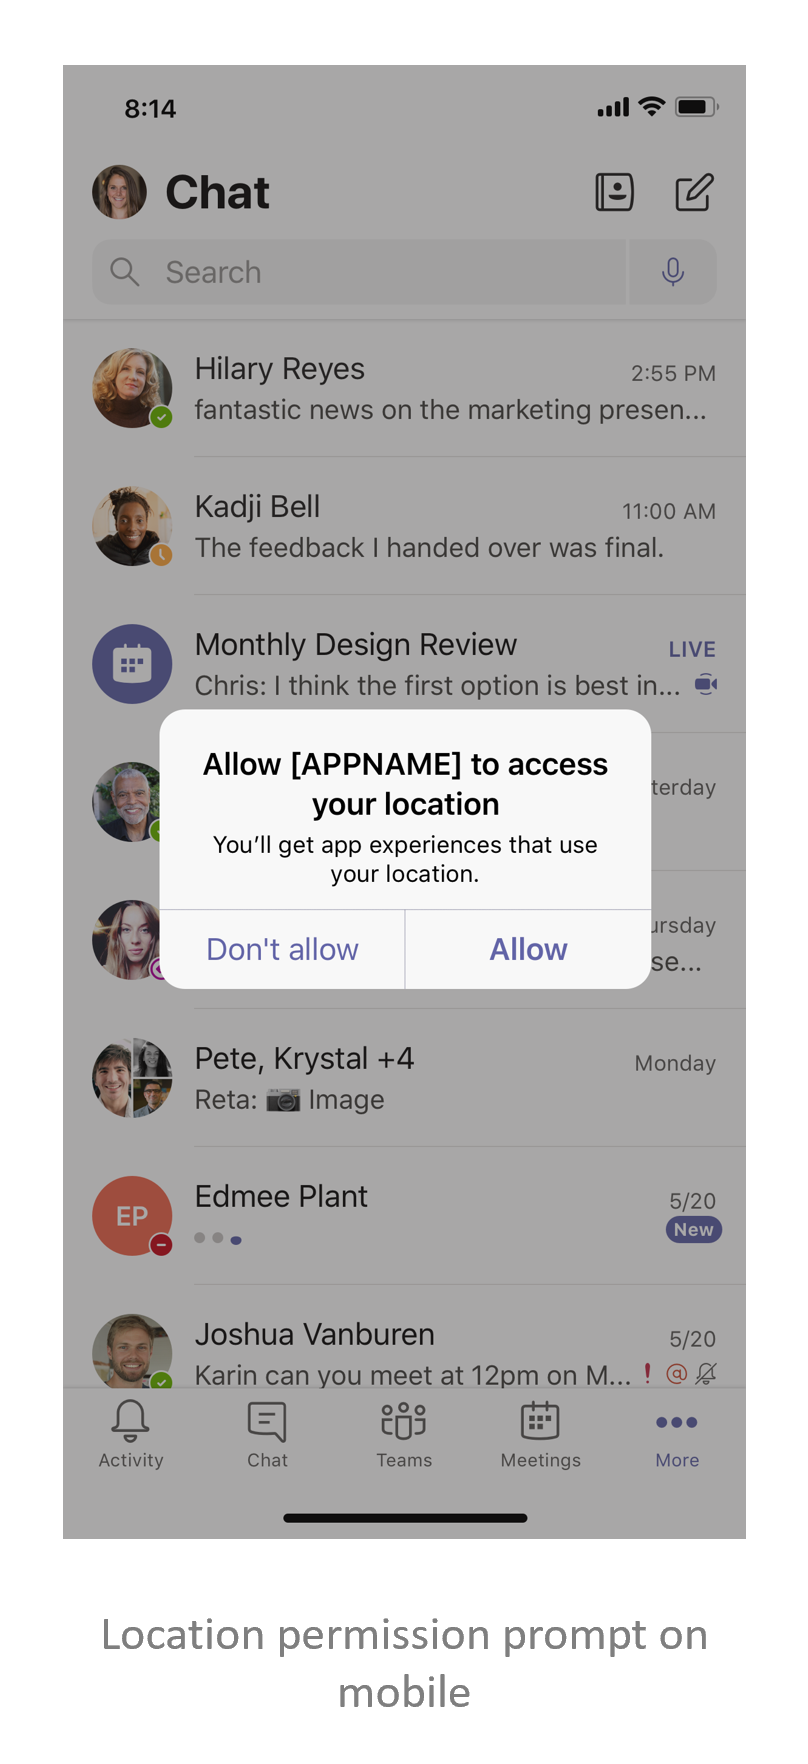 8:14
Chat
Search
Hilary Reyes
2:55 PM
fantastic news on the marketing presen...
Kadji Bell
11:00 AM
The feedback I handed over was final.
Monthly Design Review
LIVE
Chris: I think the first option is best in...
Allow [APPNAME] to access
your location
You'll get app experiences that use
your location.
Don't allow
Allow
terday
ursday
se...
Pete, Krystal +4
Monday
Reta: 📷 Image
Edmee Plant
EP
5/20
New
Joshua Vanburen
5/20
Karin can you meet at 12pm on M... ! @
Activity
Chat
Teams
Meetings
More
Location permission prompt on
mobile